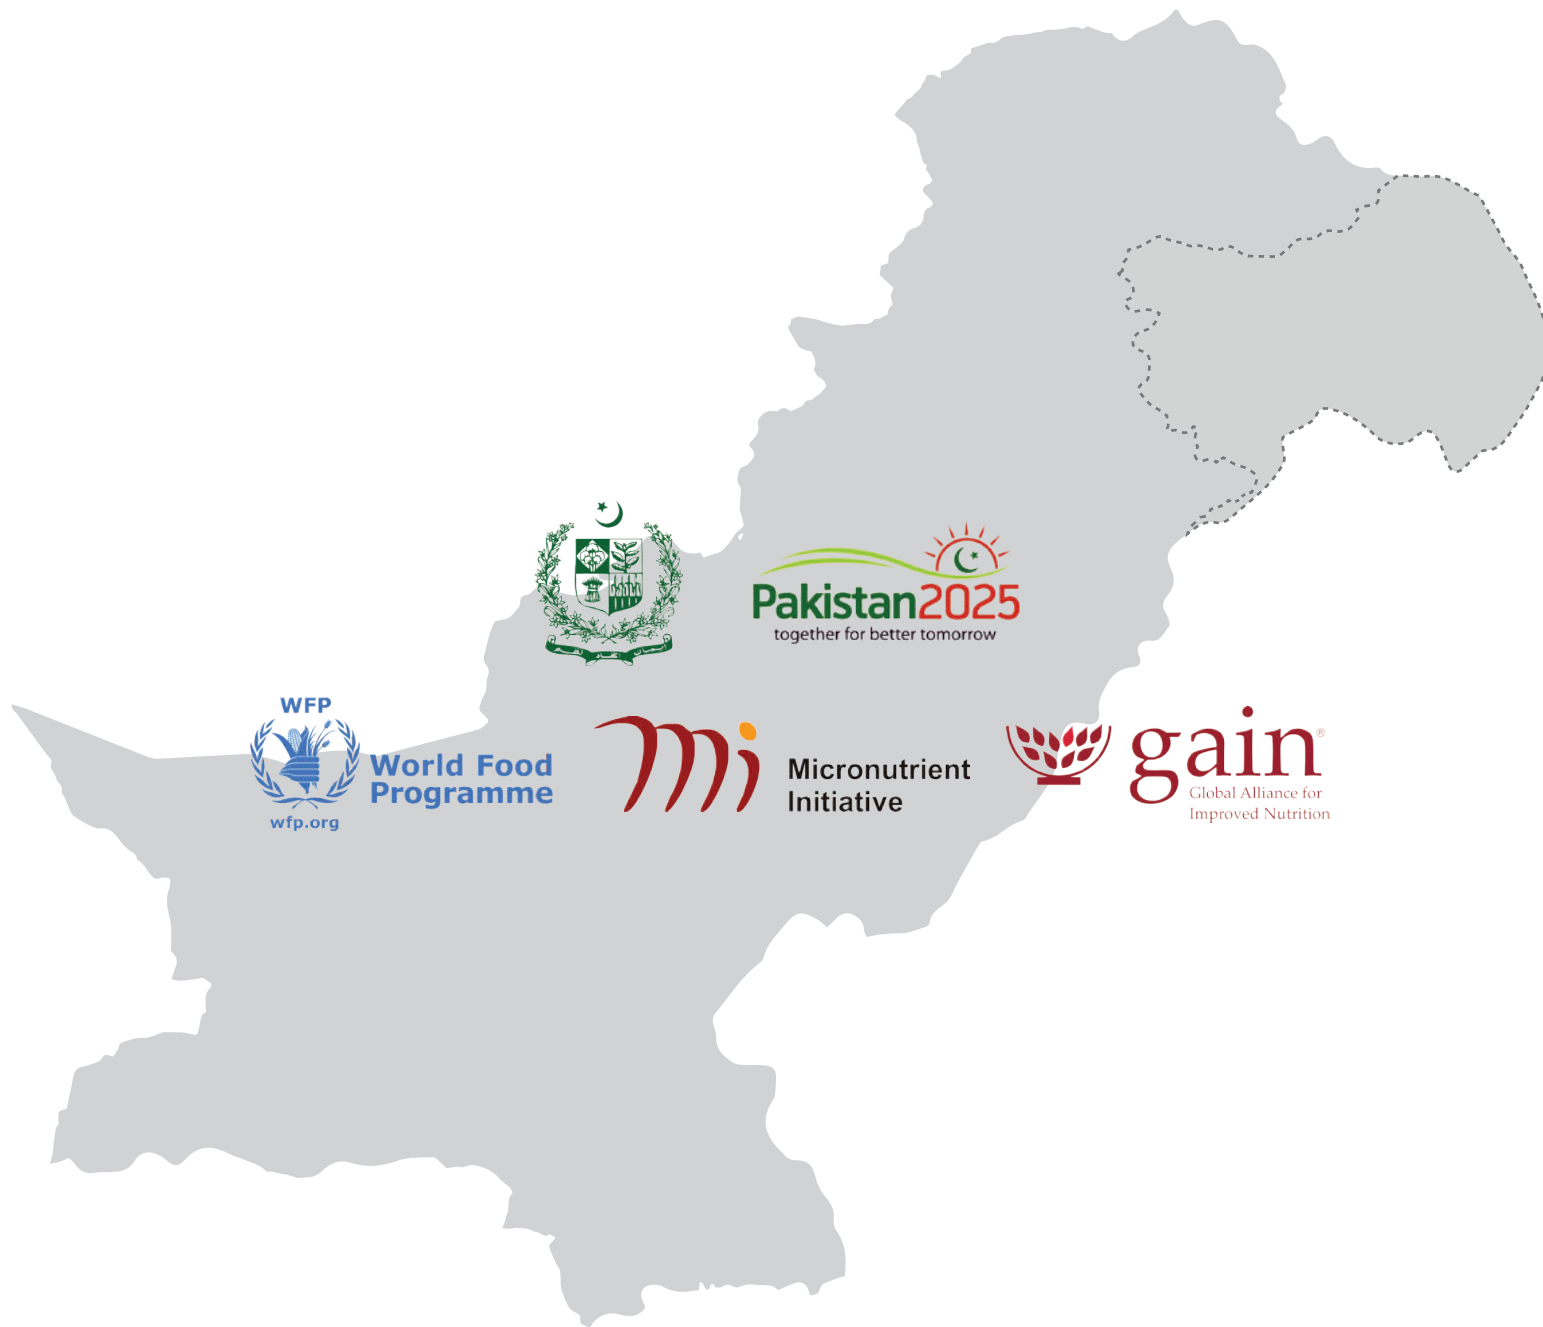 Pakistan2025
together for better tomorrow
WFP
World Food
Programme
wfp.org
Micronutrient
Initiative
gain®
Global Alliance for
Improved Nutrition